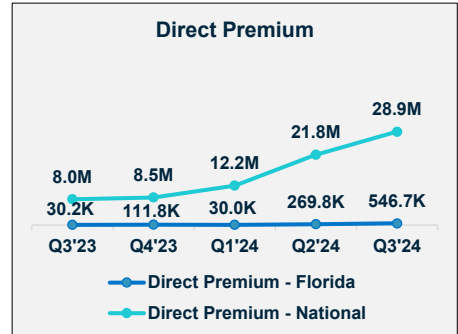 Direct Premium
28.9M
21.8M
12.2M
8.0M 8.5M
30.2K 111.8K 30.0K 269.8K 546.7K
Q3'23 Q4'23 Q1'24 Q2'24 Q3'24
Direct Premium - Florida
Direct Premium - National